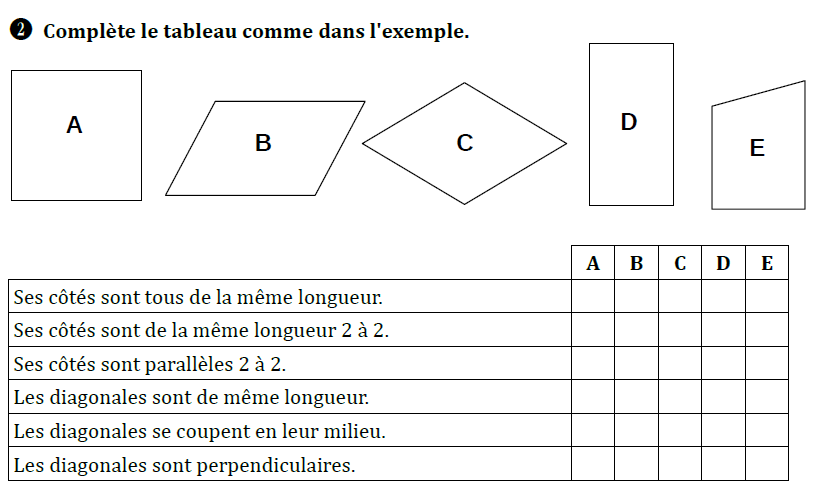 ❷ Complète le tableau comme dans l'exemple.
A B C D E
A B C D E
Ses côtés sont tous de la même longueur.
Ses côtés sont de la même longueur 2 à 2.
Ses côtés sont parallèles 2 à 2.
Les diagonales sont de même longueur.
Les diagonales se coupent en leur milieu.
Les diagonales sont perpendiculaires.